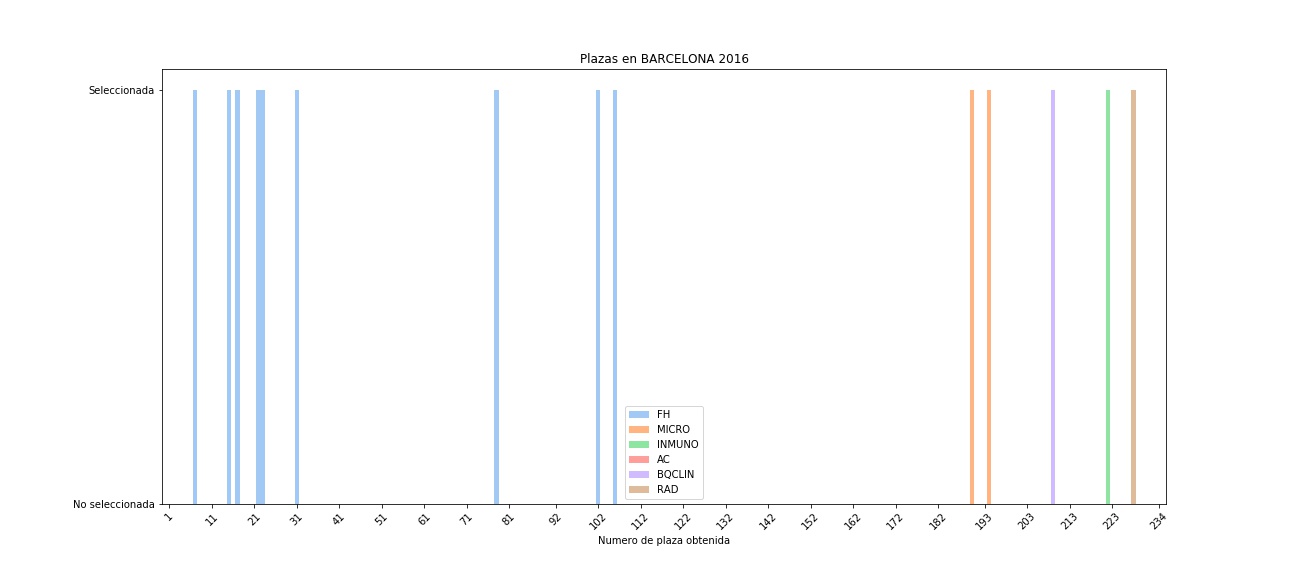 Plazas en BARCELONA 2016
Seleccionada
No seleccionada
FH
MICRO
INMUNO
AC
BQCLIN
RAD
1 11 21 31 41 51 61 71 81 92 102 112 122 132 142 152 162 172 182 193 203 213 223 234
Numero de plaza obtenida